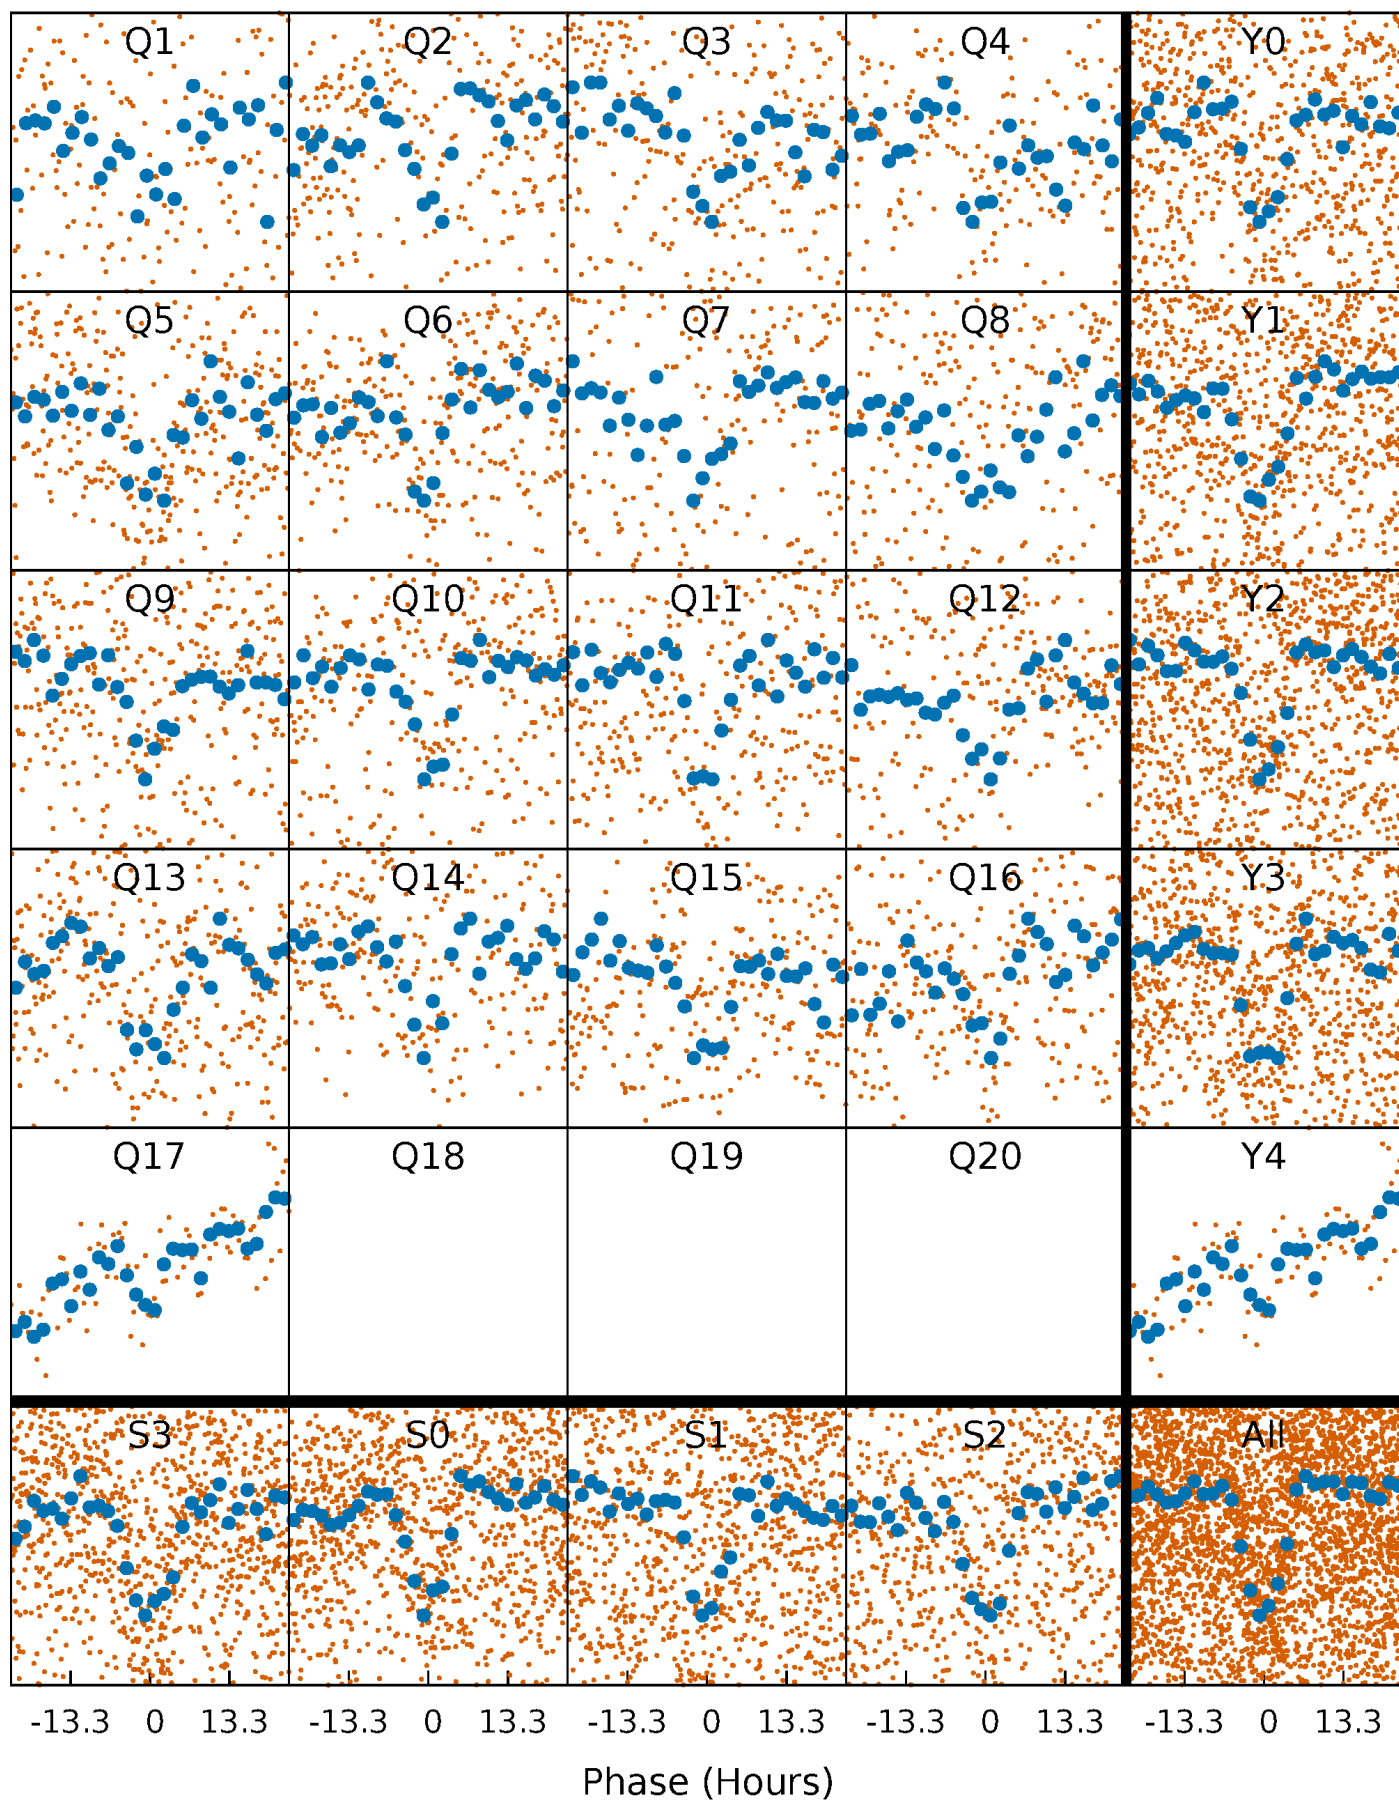 Q1 Q2 Q3 Q4 Y0
Q5 Q6 Q7 Q8 Y1
Q9 Q10 Q11 Q12 Y2
Q13 Q14 Q15 Q16 Y3
Q17 Q18 Q19 Q20 Y4
S3 S0 S1 S2 All
-13.3 0 13.3 -13.3 0 13.3 -13.3 0 13.3 -13.3 0 13.3 -13.3 0 13.3
Phase (Hours)